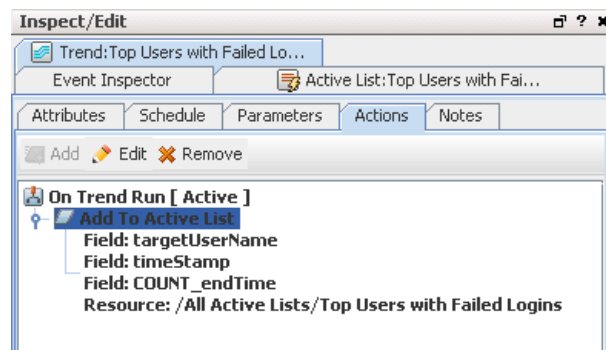 Inspect/Edit
Trend:Top Users with Failed Lo...
Event Inspector Active List:Top Users with Fai...
Attributes Schedule Parameters Actions Notes
Add Edit Remove
On Trend Run [ Active ]
Add To Active List
Field: targetUserName
Field: timeStamp
Field: COUNT_endTime
Resource: /All Active Lists/Top Users with Failed Logins